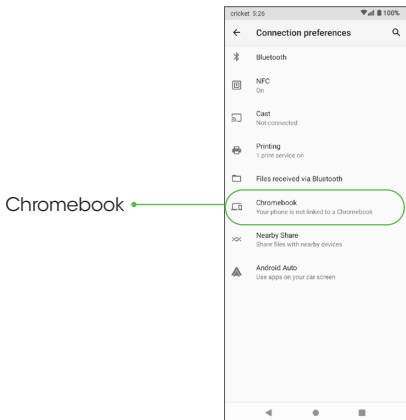 cricket 5:26 100%
Connection preferences
Bluetooth
NFC
On
Cast
Not connected
Printing
1 print service on
Files received via Bluetooth
Chromebook
Chromebook
Your phone is not linked to a Chromebook
Nearby Share
Share files with nearby devices
Android Auto
Use apps on your car screen